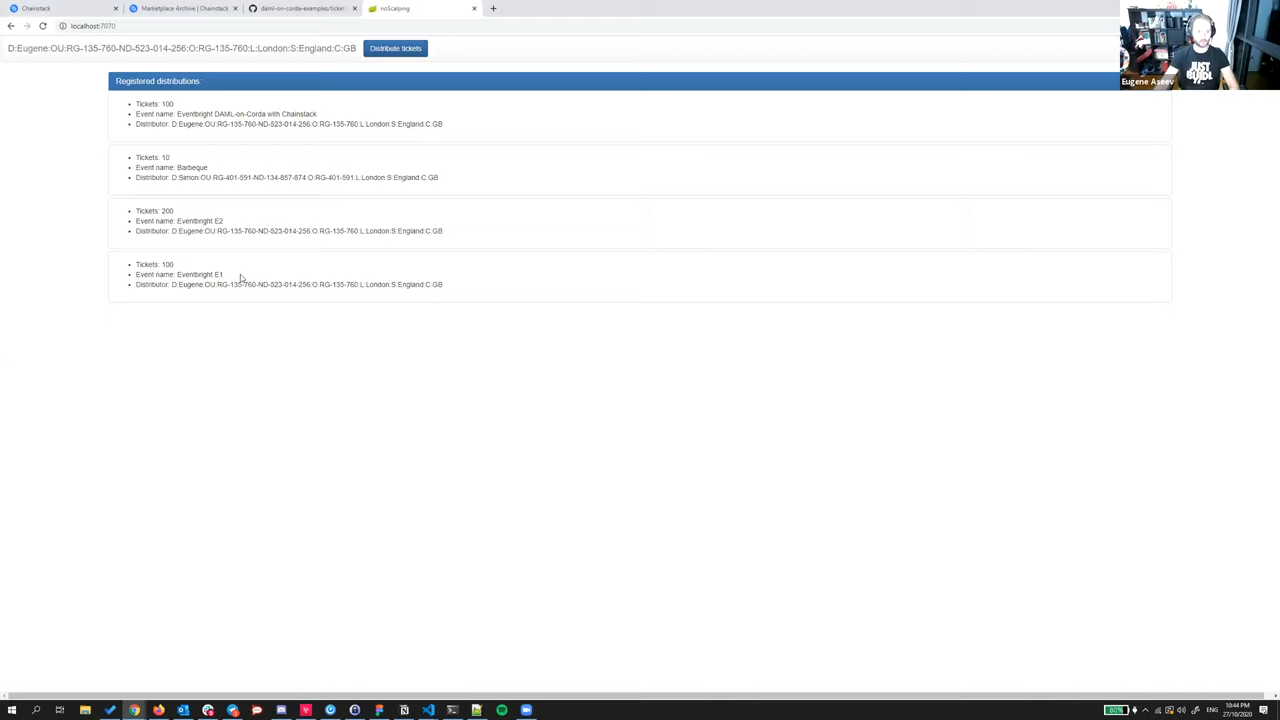 Chainstack
Marketplace Archive | Chainstack
daml-on-corda-examples/ticket
noScalping
localhost:7070
D:Eugene:OU:RG-135-760-ND-523-014-256:O:RG-135-760:L:London:S:England:C:GB
Distribute tickets
JUST
BUIDL
Eugene Aseev
Registered distributions:
Tickets: 100
Event name: Eventbright DAML-on-Corda with Chainstack
Distributor: D:Eugene:OU:RG-135-760-ND-523-014-256:O:RG-135-760:L:London:S:England:C:GB
Tickets: 10
Event name: Barbeque
Distributor: D:Simon:OU:RG-401-591-ND-134-857-874:O:RG-401-591:L:London:S:England:C:GB
Tickets: 200
Event name: Eventbright E2
Distributor: D:Eugene:OU:RG-135-760-ND-523-014-256:O:RG-135-760:L:London:S:England:C:GB
Tickets: 100
Event name: Eventbright E1
Distributor: D:Eugene:OU:RG-135-760-ND-523-014-256:O:RG-135-760:L:London:S:England:C:GB
80%
ENG
10:44 PM
27/10/2020